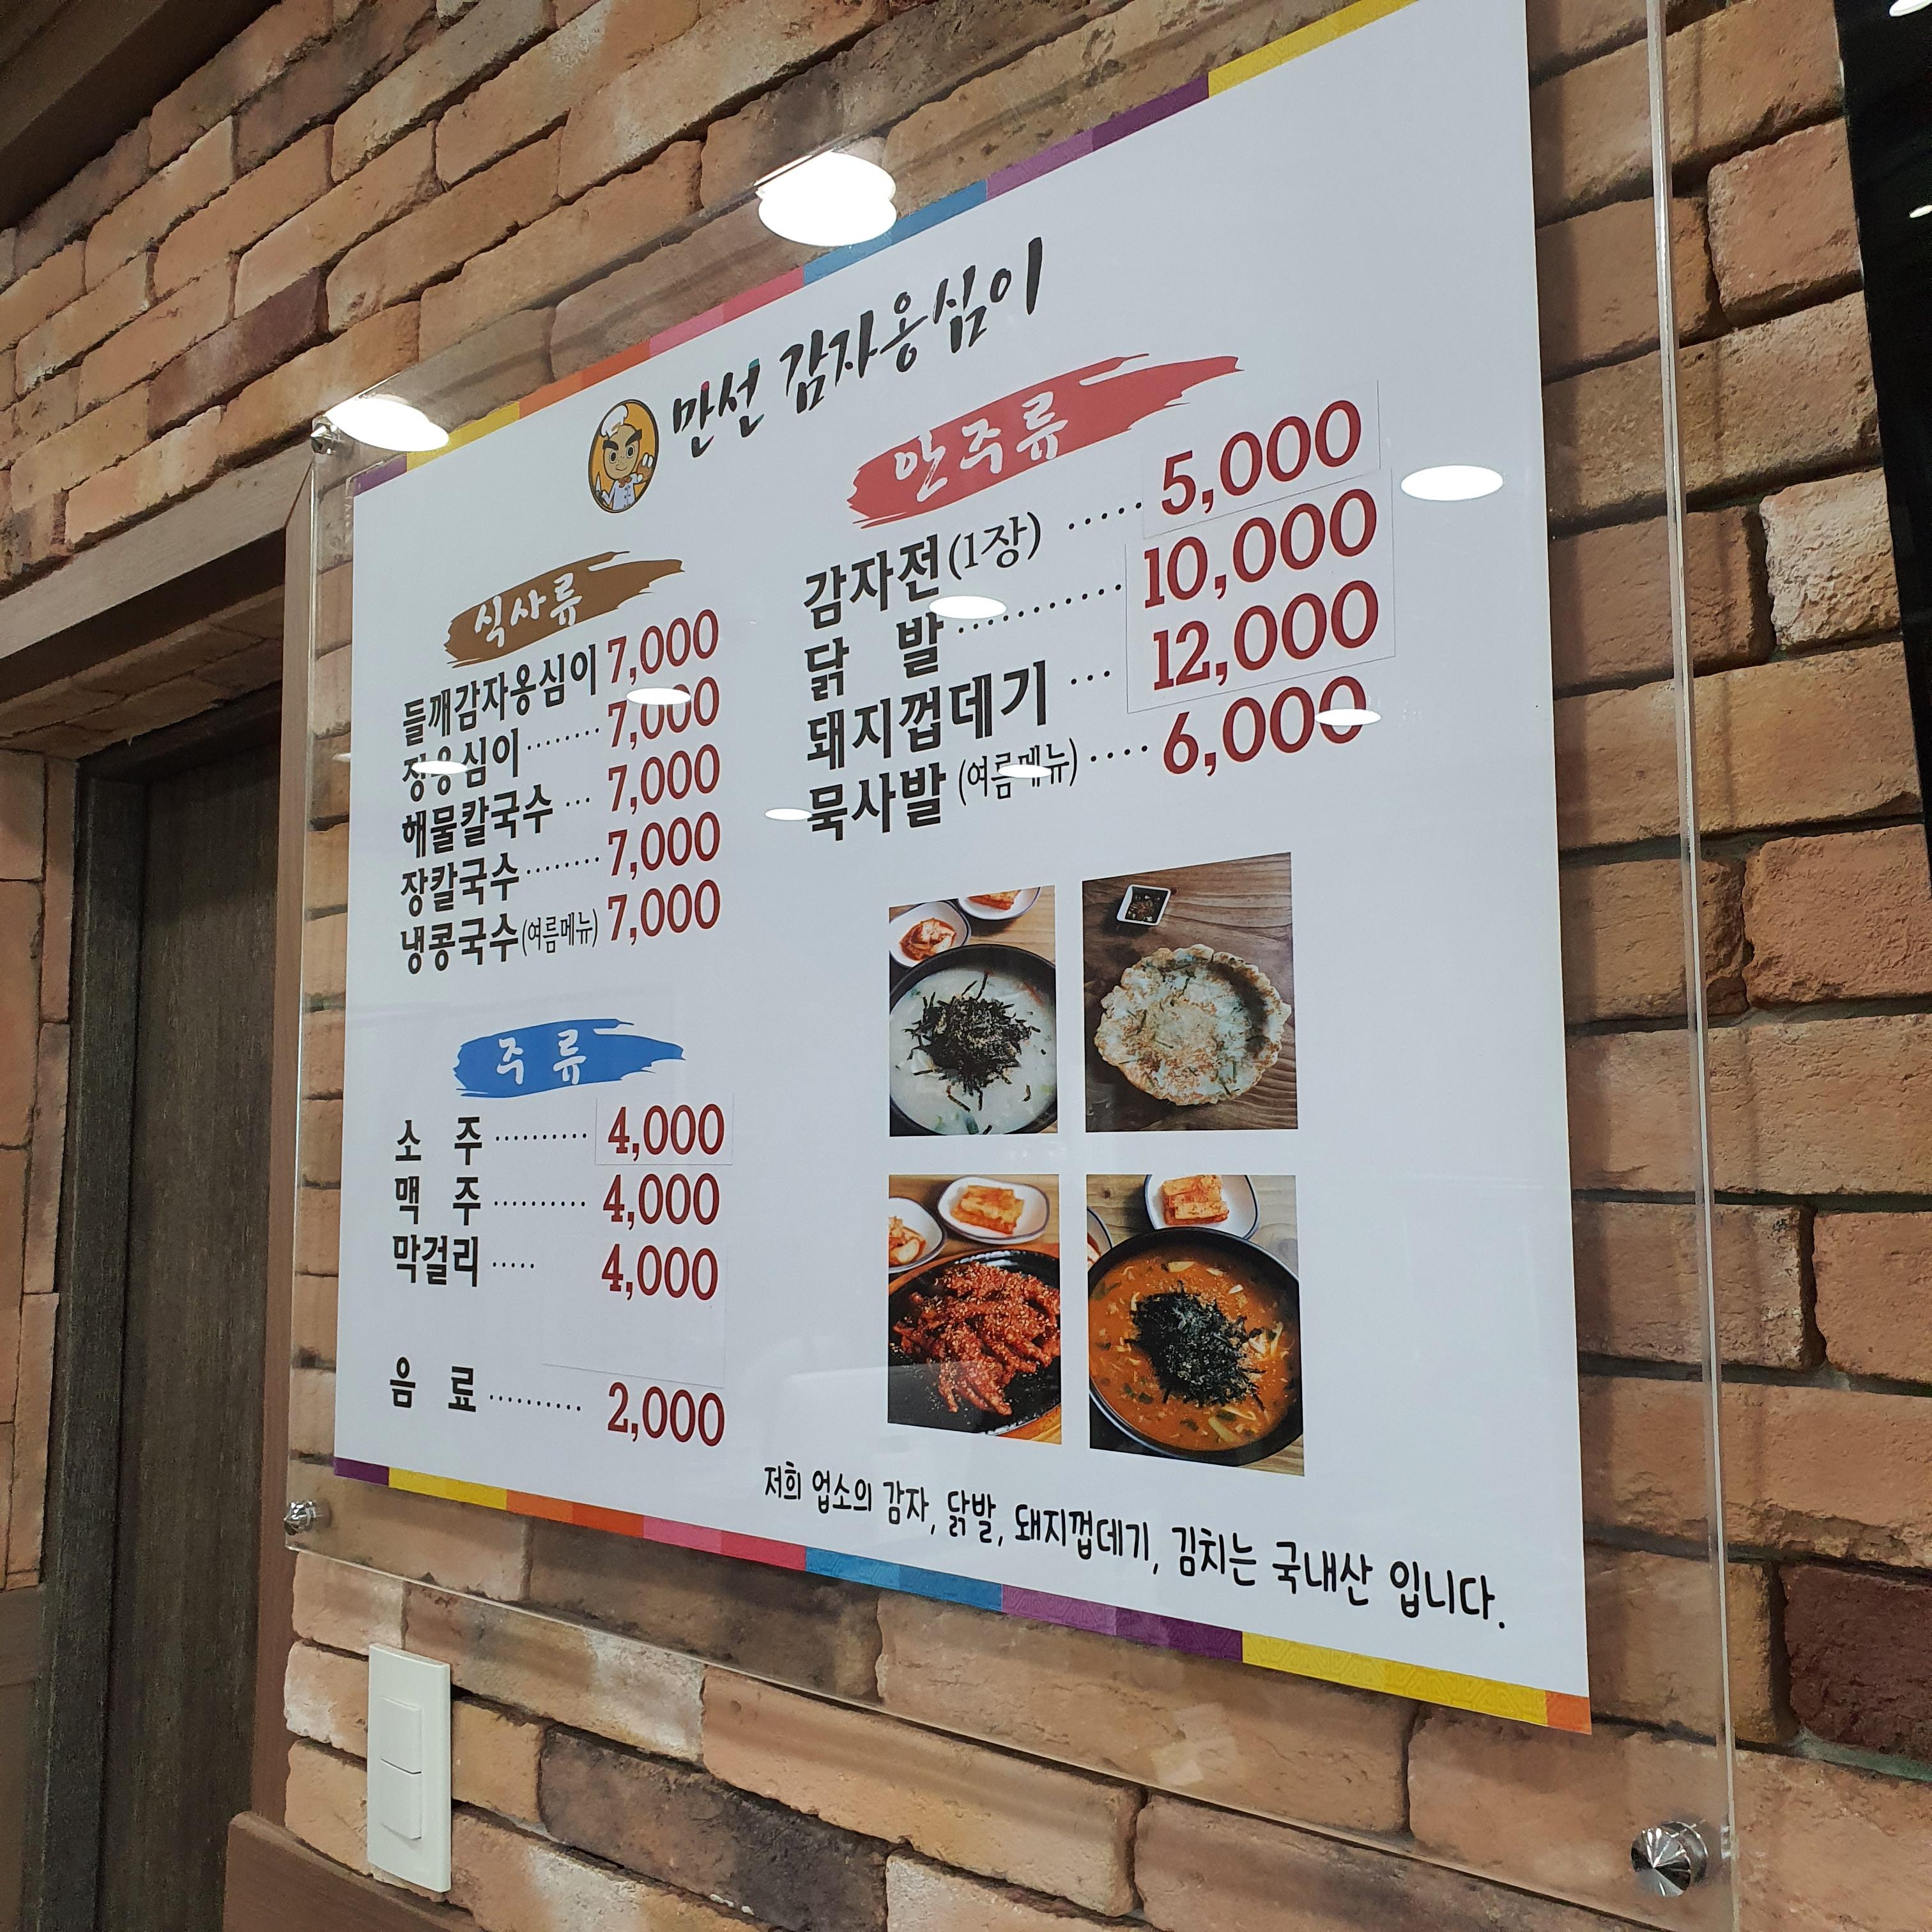 만선 감자옹심이
식사류
들깨감자옹심이 7,000
장옹심이 ········ 7,000
해물칼국수 ··· 7,000
장칼국수 ········ 7,000
냉콩국수 (여름메뉴) 7,000
주 류
소 주 ·········· 4,000
맥 주 ·········· 4,000
막걸리 ····· 4,000
음 료 ·········· 2,000
안주류
감자전 (1장) ····· 5,000
닭 발 ··········· 10,000
돼지껍데기 ··· 12,000
묵사발 (여름메뉴) ···· 6,000
저희 업소의 감자, 닭발, 돼지껍데기, 김치는 국내산 입니다.